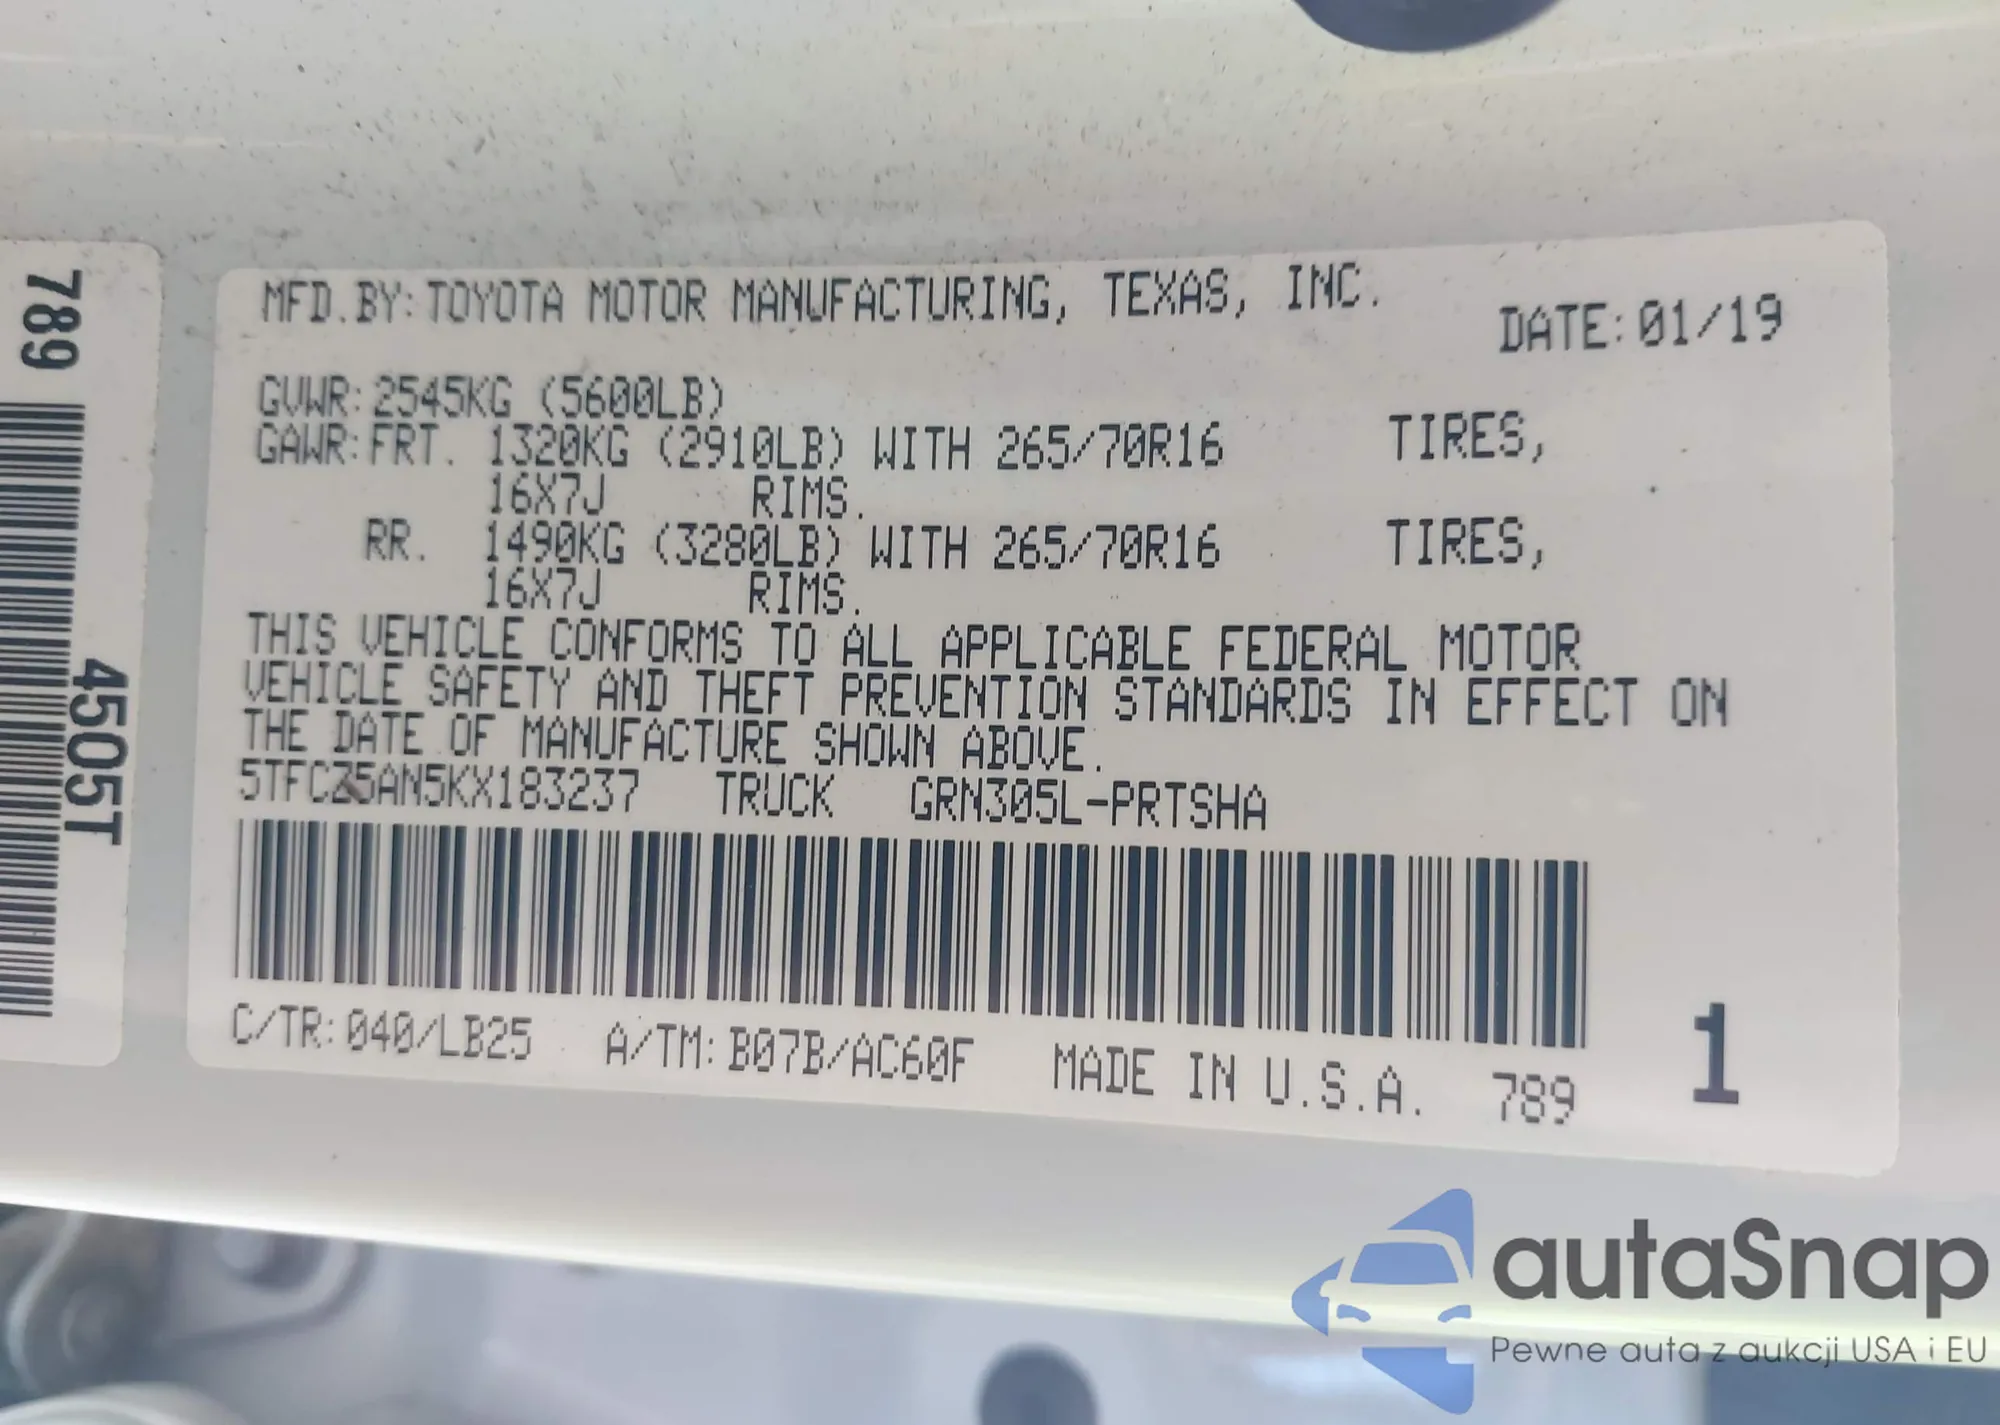 789
4505T
MFD.BY:TOYOTA MOTOR MANUFACTURING, TEXAS, INC.
DATE:01/19
GVWR:2545KG (5600LB)
GAWR:FRT. 1320KG (2910LB) WITH 265/70R16 TIRES,
16X7J RIMS.
RR. 1490KG (3280LB) WITH 265/70R16 TIRES,
16X7J RIMS.
THIS VEHICLE CONFORMS TO ALL APPLICABLE FEDERAL MOTOR
VEHICLE SAFETY AND THEFT PREVENTION STANDARDS IN EFFECT ON
THE DATE OF MANUFACTURE SHOWN ABOVE.
5TFCZ5AN5KX183237 TRUCK GRN305L-PRTSHA
C/TR:040/LB25 A/TM:B07B/AC60F MADE IN U.S.A. 789
1
autaSnap
Pewne auta z aukcji USA i EU